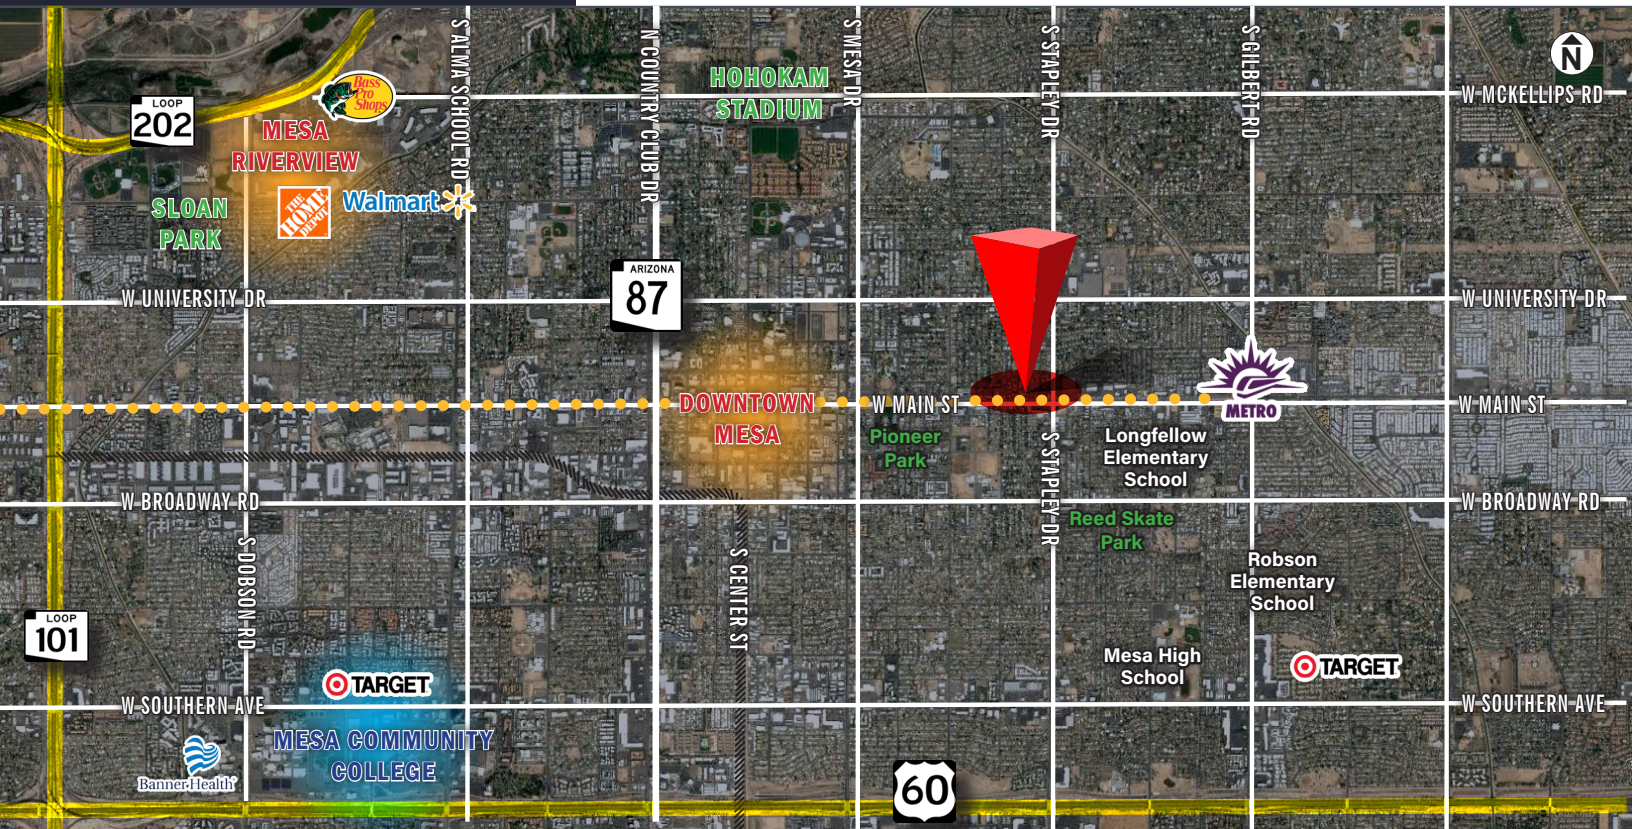 S ALMA SCHOOL RD
N COUNTRY CLUB DR
S MESA DR
S STAPLEY DR
S GILBERT RD
N
W MCKELLIPS RD
LOOP
202
Bass
Pro
Shops
HOHOKAM
STADIUM
MESA
RIVERVIEW
THE
HOME
DEPOT
Walmart
SLOAN
PARK
W UNIVERSITY DR
ARIZONA
87
W UNIVERSITY DR
DOWNTOWN
MESA
W MAIN ST
METRO
W MAIN ST
Pioneer
Park
Longfellow
Elementary
School
S STAPLEY DR
W BROADWAY RD
W BROADWAY RD
Reed Skate
Park
S DOBSON RD
S CENTER ST
Robson
Elementary
School
LOOP
101
Mesa High
School
TARGET
TARGET
W SOUTHERN AVE
W SOUTHERN AVE
MESA COMMUNITY
COLLEGE
Banner Health
60